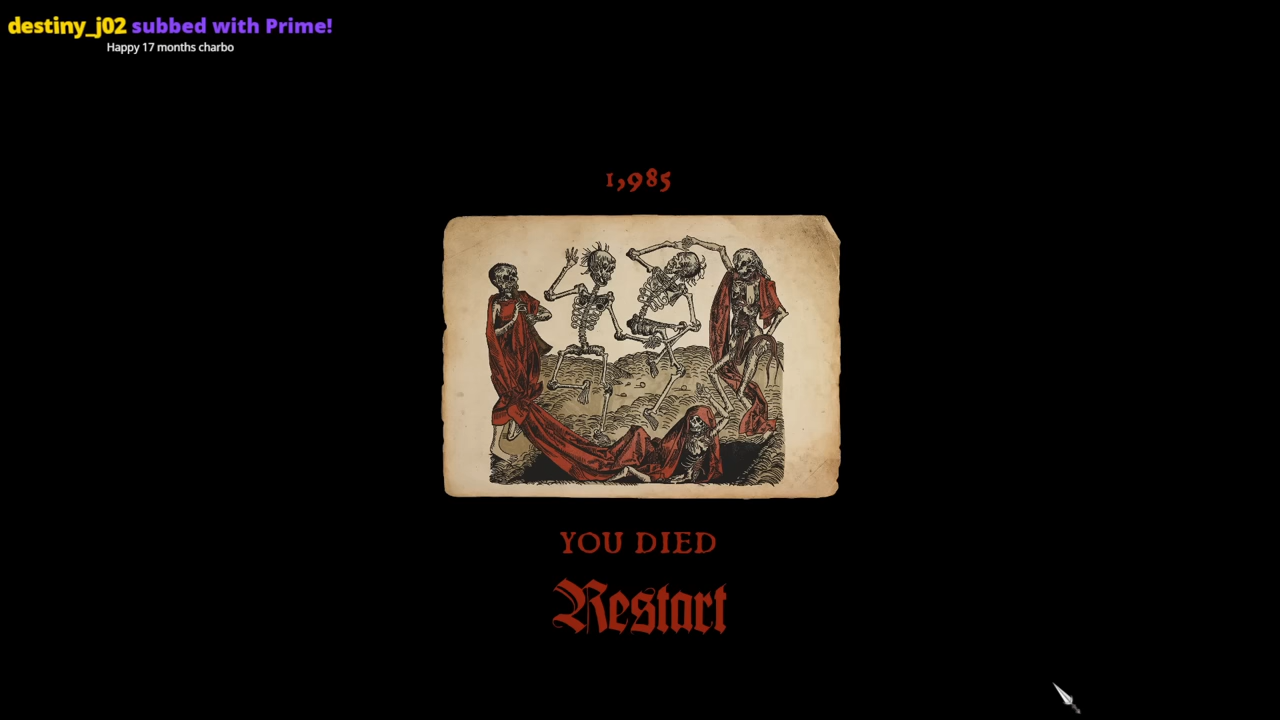 destiny_j02 subbed with Prime!
Happy 17 months charbo
1,985
YOU DIED
Restart